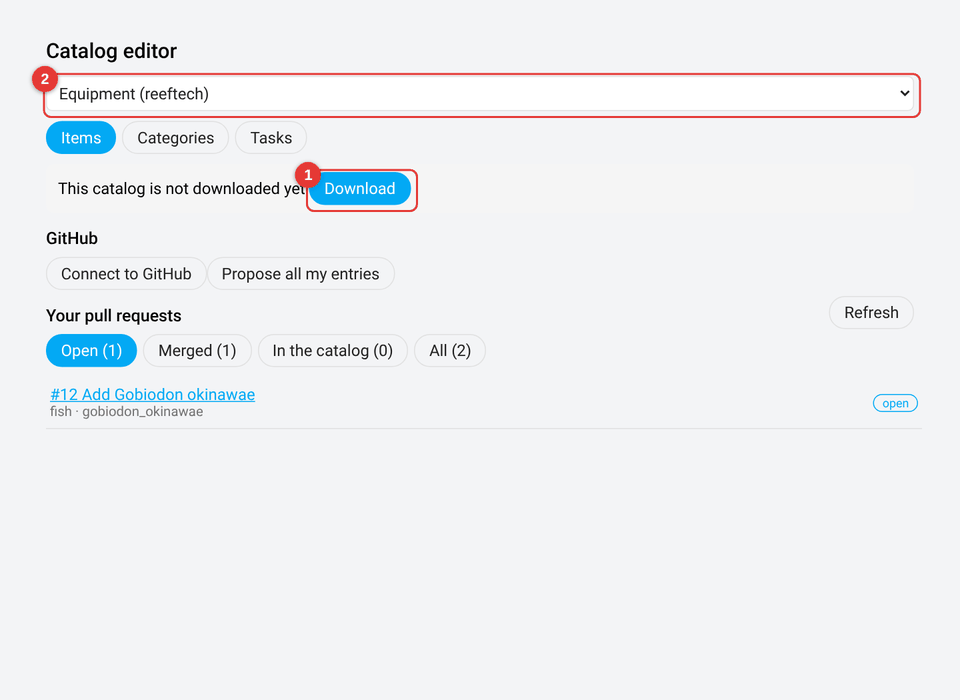 Catalog editor
2
Equipment (reeftech)
Items Categories Tasks
1
This catalog is not downloaded yet Download
GitHub
Connect to GitHub Propose all my entries
Your pull requests Refresh
Open (1) Merged (1) In the catalog (0) All (2)
#12 Add Gobiodon okinawae
fish · gobiodon_okinawae
open